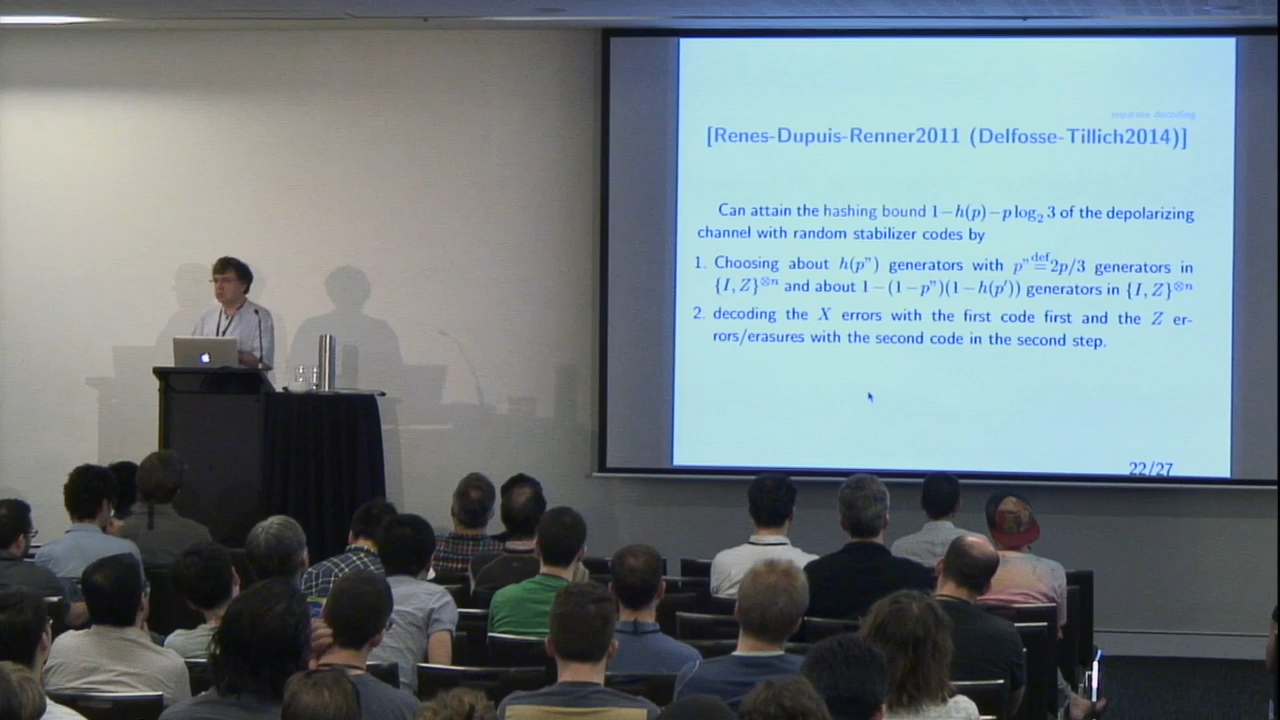 separate decoding
[Renes-Dupuis-Renner2011 (Delfosse-Tillich2014)]
Can attain the hashing bound 1−h(p)−p log₂ 3 of the depolarizing
channel with random stabilizer codes by
1. Choosing about h(p") generators with p" def= 2p/3 generators in
{I, Z}⊗n and about 1−(1−p")(1−h(p′)) generators in {I, Z}⊗n
2. decoding the X errors with the first code first and the Z er-
rors/erasures with the second code in the second step.
22/27